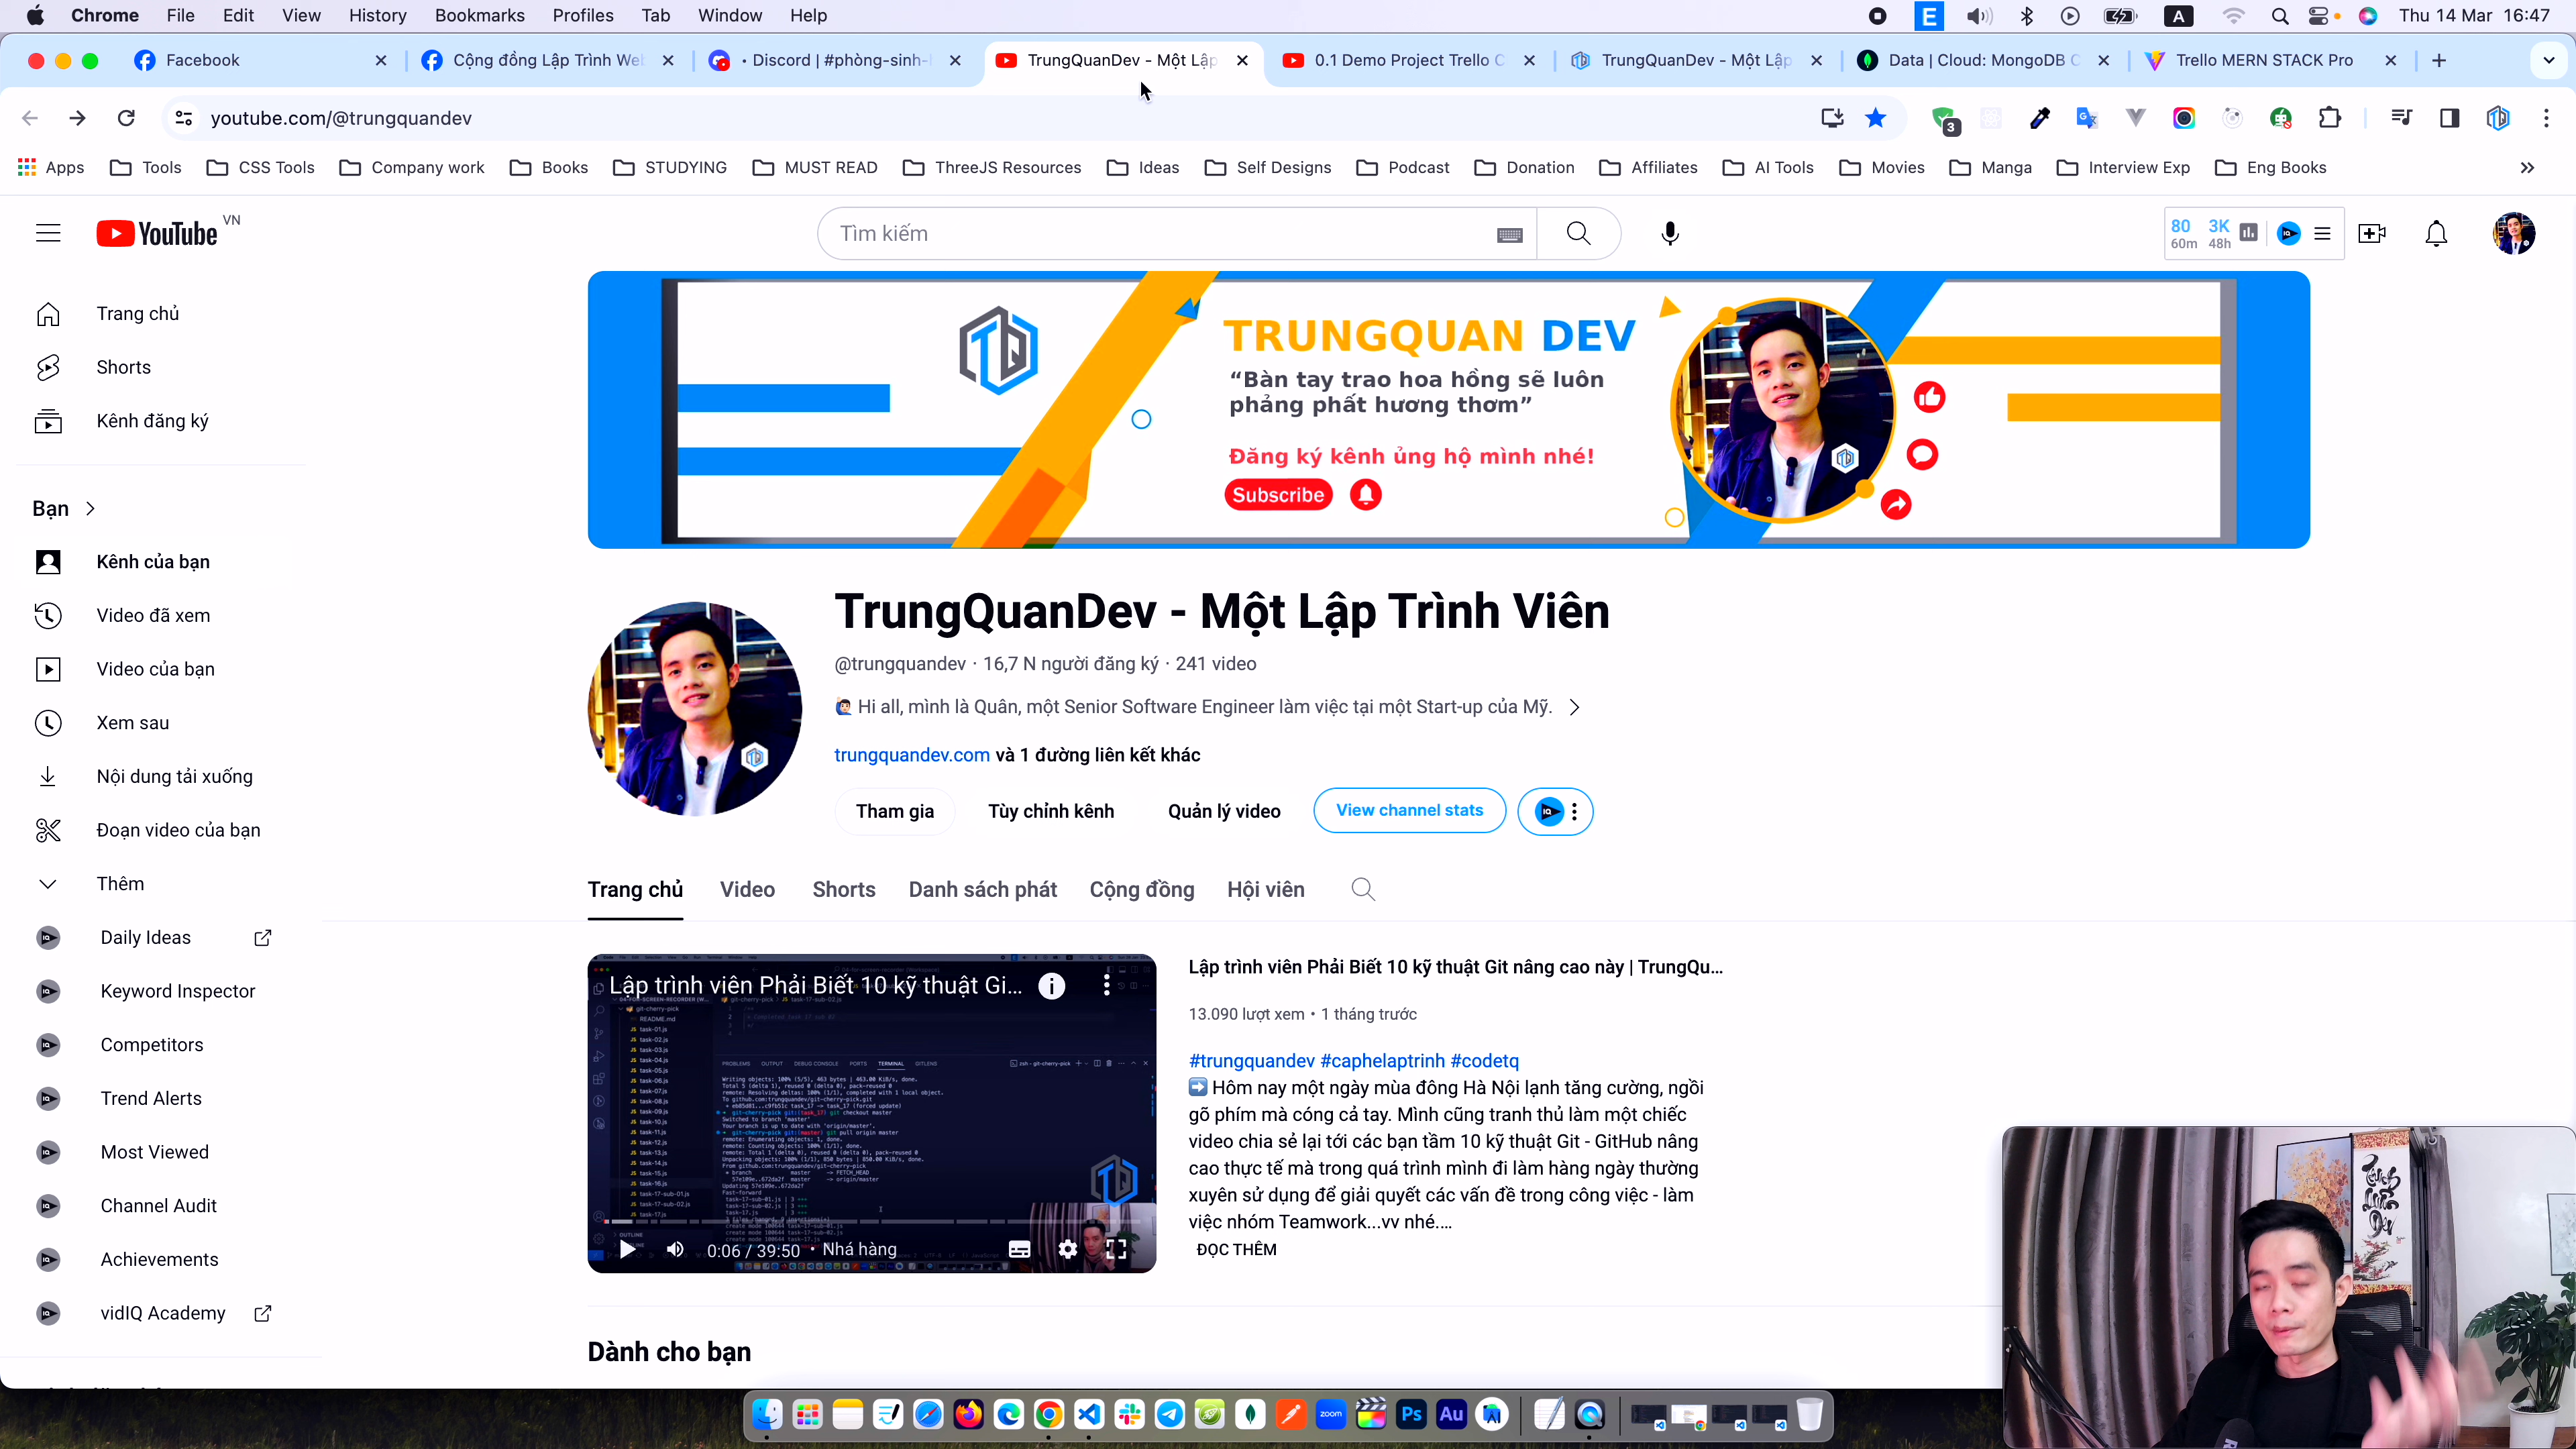 Chrome File Edit View History Bookmarks Profiles Tab Window Help
E A Thu 14 Mar 16:47
Facebook
Cộng đồng Lập Trình We
• Discord | #phòng-sinh-
TrungQuanDev - Một Lập
0.1 Demo Project Trello C
TrungQuanDev - Một Lập
Data | Cloud: MongoDB C
Trello MERN STACK Pro
youtube.com/@trungquandev
3
Apps Tools CSS Tools Company work Books STUDYING MUST READ ThreeJS Resources Ideas Self Designs Podcast Donation Affiliates AI Tools Movies Manga Interview Exp Eng Books
YouTube VN
Tìm kiếm
80 3K
60m 48h
Trang chủ
Shorts
Kênh đăng ký
Bạn
Kênh của bạn
Video đã xem
Video của bạn
Xem sau
Nội dung tải xuống
Đoạn video của bạn
Thêm
Daily Ideas
Keyword Inspector
Competitors
Trend Alerts
Most Viewed
Channel Audit
Achievements
vidIQ Academy
TRUNGQUAN DEV
“Bàn tay trao hoa hồng sẽ luôn
phảng phất hương thơm”
Đăng ký kênh ủng hộ mình nhé!
Subscribe
TrungQuanDev - Một Lập Trình Viên
@trungquandev · 16,7 N người đăng ký · 241 video
🙋🏻‍♂️ Hi all, mình là Quân, một Senior Software Engineer làm việc tại một Start-up của Mỹ.
trungquandev.com và 1 đường liên kết khác
Tham gia Tùy chỉnh kênh Quản lý video View channel stats
Trang chủ Video Shorts Danh sách phát Cộng đồng Hội viên
Lập trình viên Phải Biết 10 kỹ thuật Gi...
0:06 / 39:50 • Nhá hàng
Lập trình viên Phải Biết 10 kỹ thuật Git nâng cao này | TrungQu...
13.090 lượt xem • 1 tháng trước
#trungquandev #caphelaptrinh #codetq
➡️ Hôm nay một ngày mùa đông Hà Nội lạnh tăng cường, ngồi
gõ phím mà cóng cả tay. Mình cũng tranh thủ làm một chiếc
video chia sẻ lại tới các bạn tầm 10 kỹ thuật Git - GitHub nâng
cao thực tế mà trong quá trình mình đi làm hàng ngày thường
xuyên sử dụng để giải quyết các vấn đề trong công việc - làm
việc nhóm Teamwork...vv nhé....
ĐỌC THÊM
Dành cho bạn
zoom Ps Au